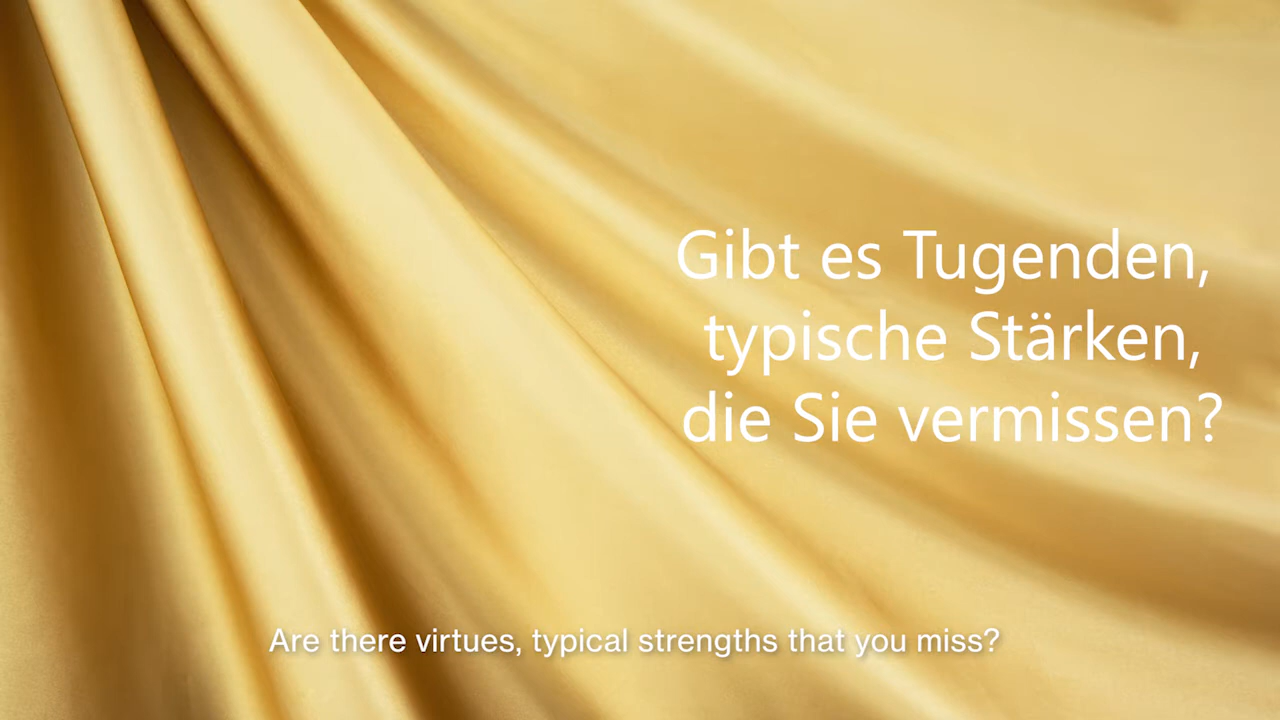 Gibt es Tugenden,
typische Stärken,
die Sie vermissen?
Are there virtues, typical strengths that you miss?